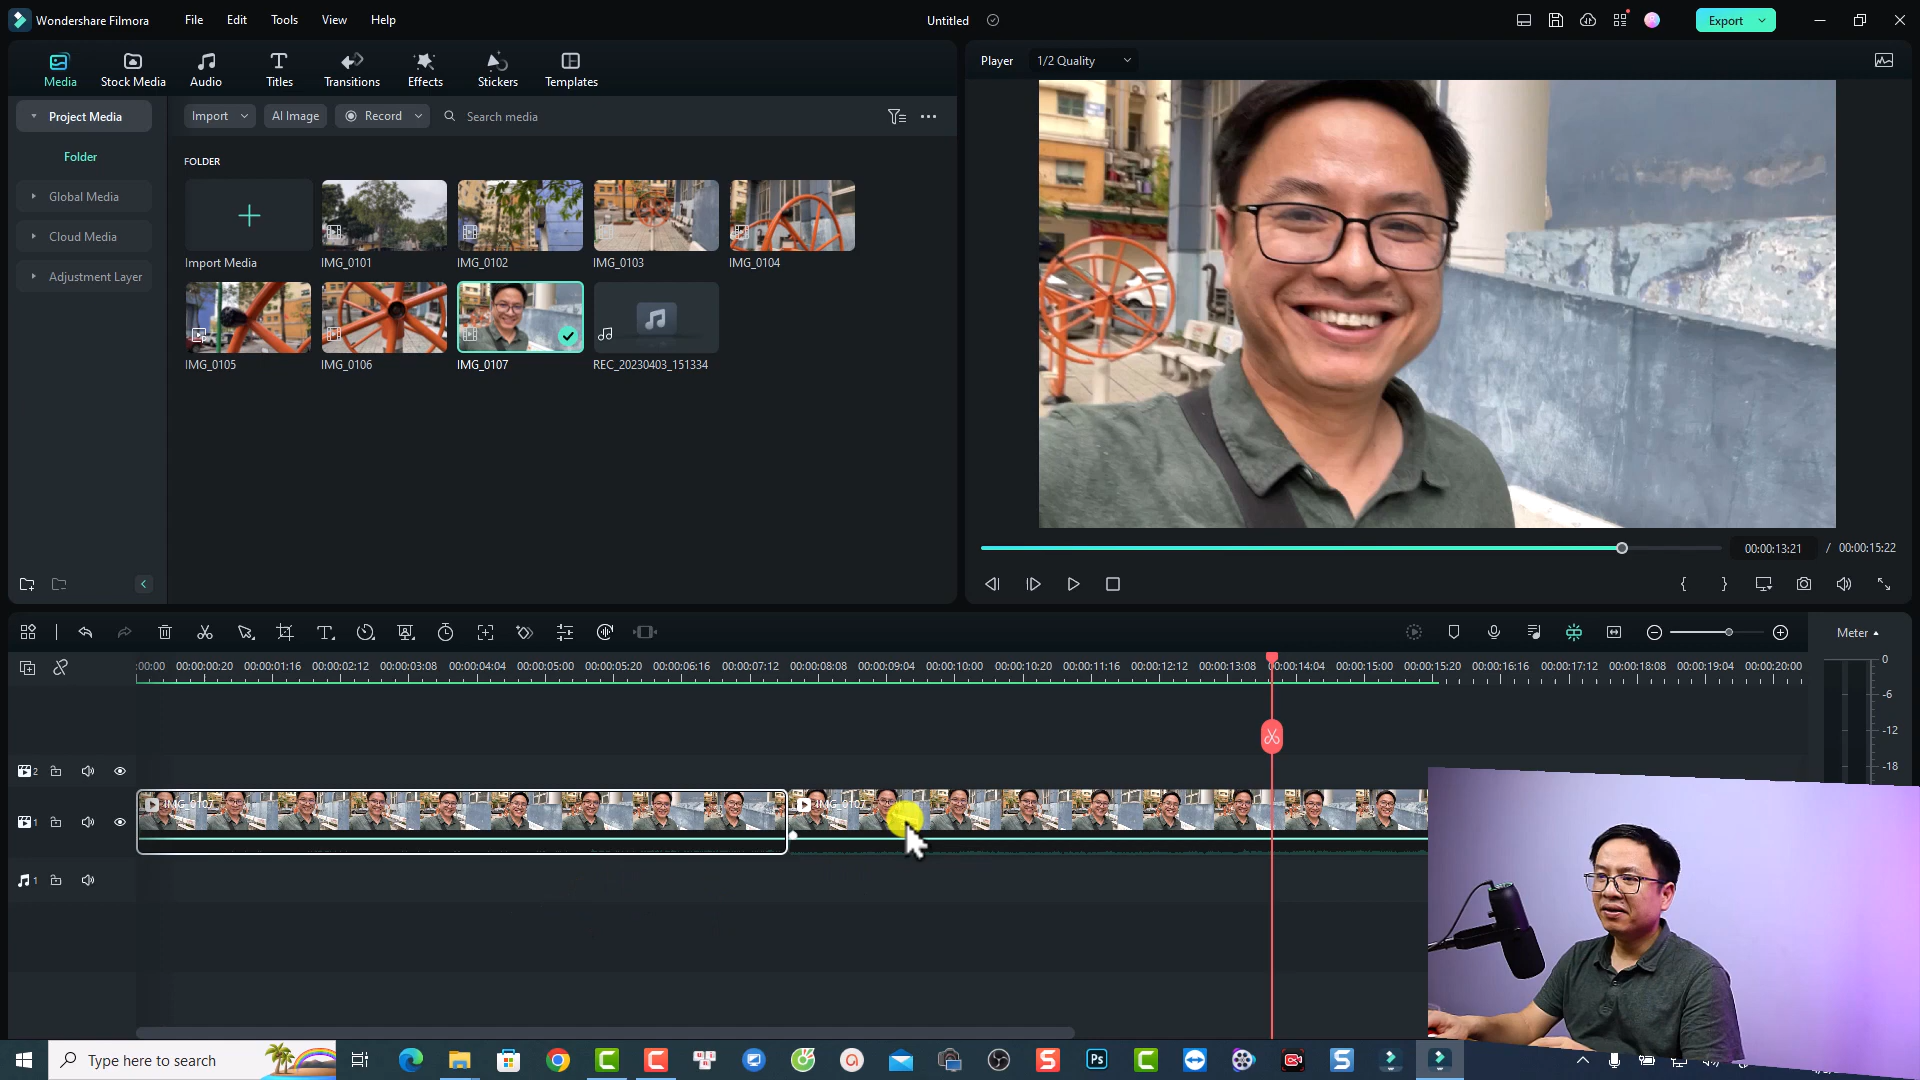 Wondershare Filmora File Edit Tools View Help Untitled Export
Media Stock Media Audio Titles Transitions Effects Stickers Templates
Player 1/2 Quality
Project Media
Folder
Global Media
Cloud Media
Adjustment Layer
Import AI Image Record Search media
FOLDER
Import Media IMG_0101 IMG_0102 IMG_0103 IMG_0104
IMG_0105 IMG_0106 IMG_0107 REC_20230403_151334
00:00:13:21 / 00:00:15:22
Meter
:00:00 00:00:00:20 00:00:01:16 00:00:02:12 00:00:03:08 00:00:04:04 00:00:05:00 00:00:05:20 00:00:06:16 00:00:07:12 00:00:08:08 00:00:09:04 00:00:10:00 00:00:10:20 00:00:11:16 00:00:12:12 00:00:13:08 00:00:14:04 00:00:15:00 00:00:15:20 00:00:16:16 00:00:17:12 00:00:18:08 00:00:19:04 00:00:20:00
0
-6
-12
-18
2
IMG_0107 IMG_0107
1
1
Type here to search
Ps